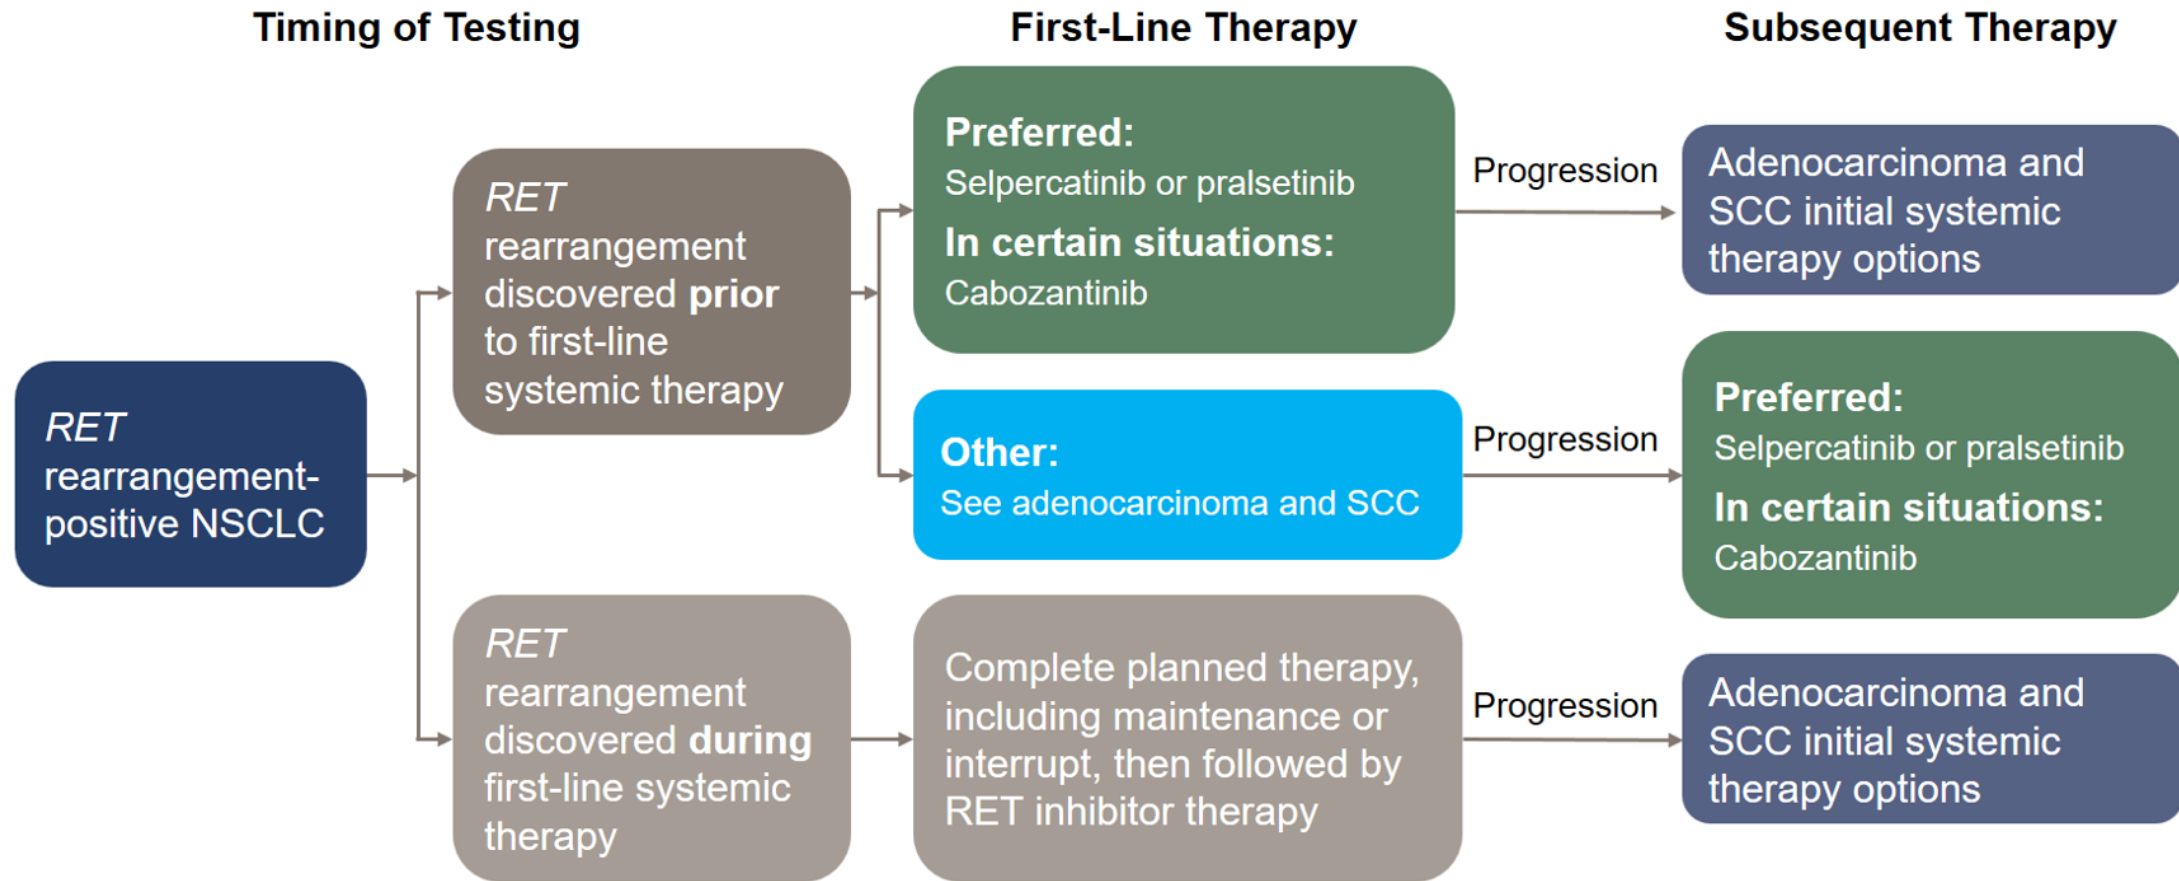 Timing of Testing
First-Line Therapy
Subsequent Therapy
RET
rearrangement-
positive NSCLC
RET
rearrangement
discovered prior
to first-line
systemic therapy
RET
rearrangement
discovered during
first-line systemic
therapy
Preferred:
Selpercatinib or pralsetinib
In certain situations:
Cabozantinib
Other:
See adenocarcinoma and SCC
Complete planned therapy,
including maintenance or
interrupt, then followed by
RET inhibitor therapy
Progression
Progression
Progression
Adenocarcinoma and
SCC initial systemic
therapy options
Preferred:
Selpercatinib or pralsetinib
In certain situations:
Cabozantinib
Adenocarcinoma and
SCC initial systemic
therapy options